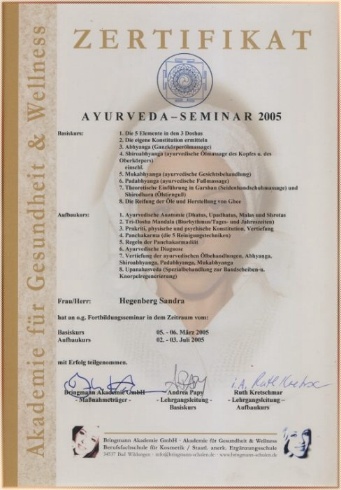 Akademie für Gesundheit & Wellness
ZERTIFIKAT
AYURVEDA–SEMINAR 2005
Basiskurs:
1. Die 5 Elemente in den 3 Doshas
2. Die eigene Konstitution ermitteln
3. Abhyanga (Ganzkörperölmassage)
4. Shiroabhyanga (ayurvedische Ölmassage des Kopfes u. des
Oberkörpers)
einschl.
5. Mukabhyanga (ayurvedische Gesichtsbehandlung)
6. Padabhyanga (ayurvedische Fußmassage)
7. Theoretische Einführung in Garshan (Seidenhandschuhmassage) und
Shirodhara (Ölstirnguß)
8. Die Reifung der Öle und Herstellung von Ghee
Aufbaukurs:
1. Ayurvedische Anatomie (Dhatus, Upadhatus, Malas und Shrotas
2. Tri-Dosha Mandala (Biorhythmus/Tages- und Jahreszeiten)
3. Prakriti, physische und psychische Konstitution, Vertiefung
4. Panchakarma (die 5 Reinigungstechniken)
5. Regeln der Panchakarmadiät
6. Ayurvedische Diagnose
7. Vertiefung der ayurvedischen Ölbehandlungen, Abhyanga,
Shiroabhyanga, Padabhyanga, Mukabhyanga
8. Upanahasveda (Spezialbehandlung zur Bandscheiben-u.
Knorpelregenerierung)
Frau/Herr: Hegenberg Sandra
hat an o.g. Fortbildungsseminar in dem Zentrum vom:
Basiskurs 05. - 06. März 2005
Aufbaukurs 02. - 03. Juli 2005
mit Erfolg teilgenommen.
i.A. Ruth Kretschmar
Bringmann Akademie GmbH Andrea Papy Ruth Kretschmar
- Maßnahmeträger - - Lehrgangsleitung - - Lehrgangsleitung -
Basiskurs Aufbaukurs
Bringmann Akademie GmbH - Akademie für Gesundheit & Wellness
Berufsfachschule für Kosmetik / Staatl. anerk. Ergänzungsschule